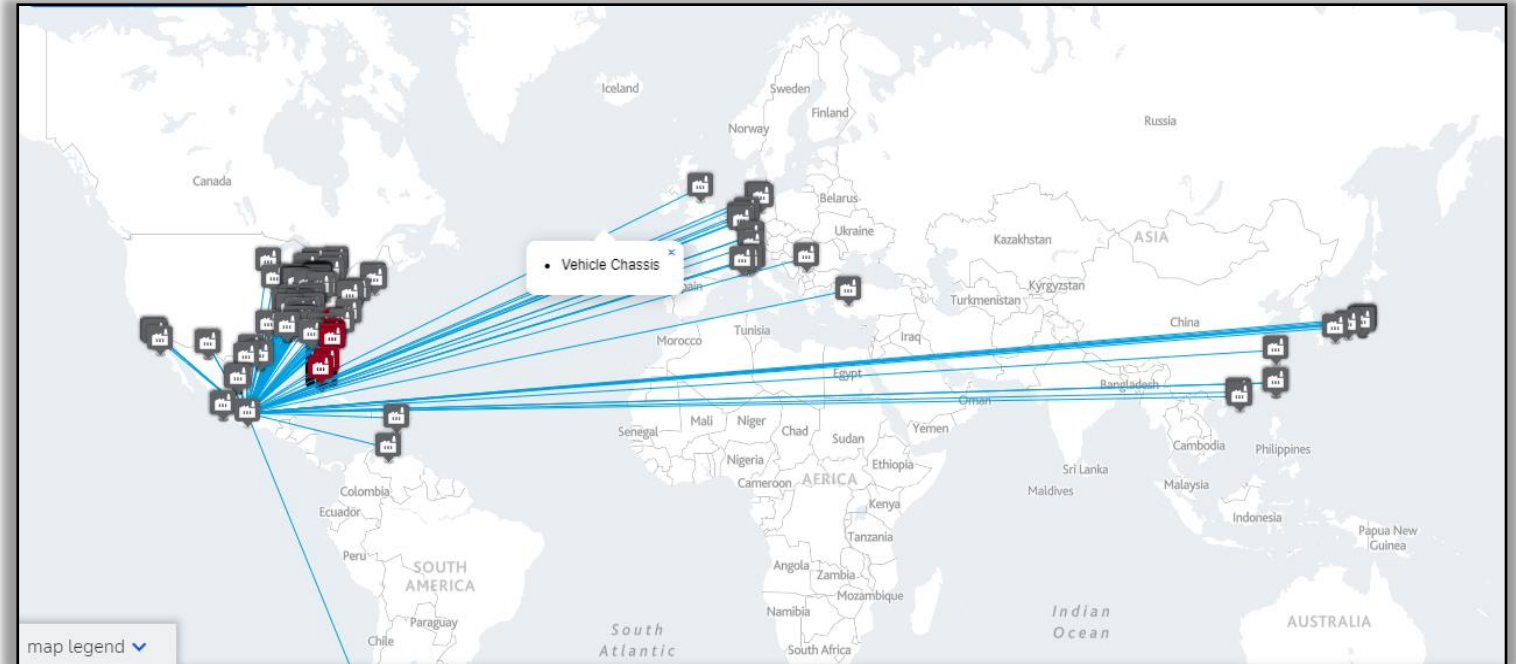 Iceland
Sweden
Finland
Norway
Russia
Canada
Belarus
Ukraine
Kazakhstan
ASIA
• Vehicle Chassis
×
ain
Kyrgyzstan
Turkmenistan
China
Tunisia
Morocco
Iraq
Egypt
Bangladesh
Oman
Mali
Niger
Chad
Senegal
Sudan
Yemen
Cambodia
Philippines
Nigeria
Ethiopia
Sri Lanka
Cameroon
AFRICA
Colombia
Maldives
Malaysia
Kenya
Ecuador
Indonesia
Papua New
Guinea
Tanzania
Peru
SOUTH
AMERICA
Angola
Zambia
Mozambique
Namibia
Indian
Ocean
Paraguay
AUSTRALIA
South
Atlantic
Chile
South Africa
map legend